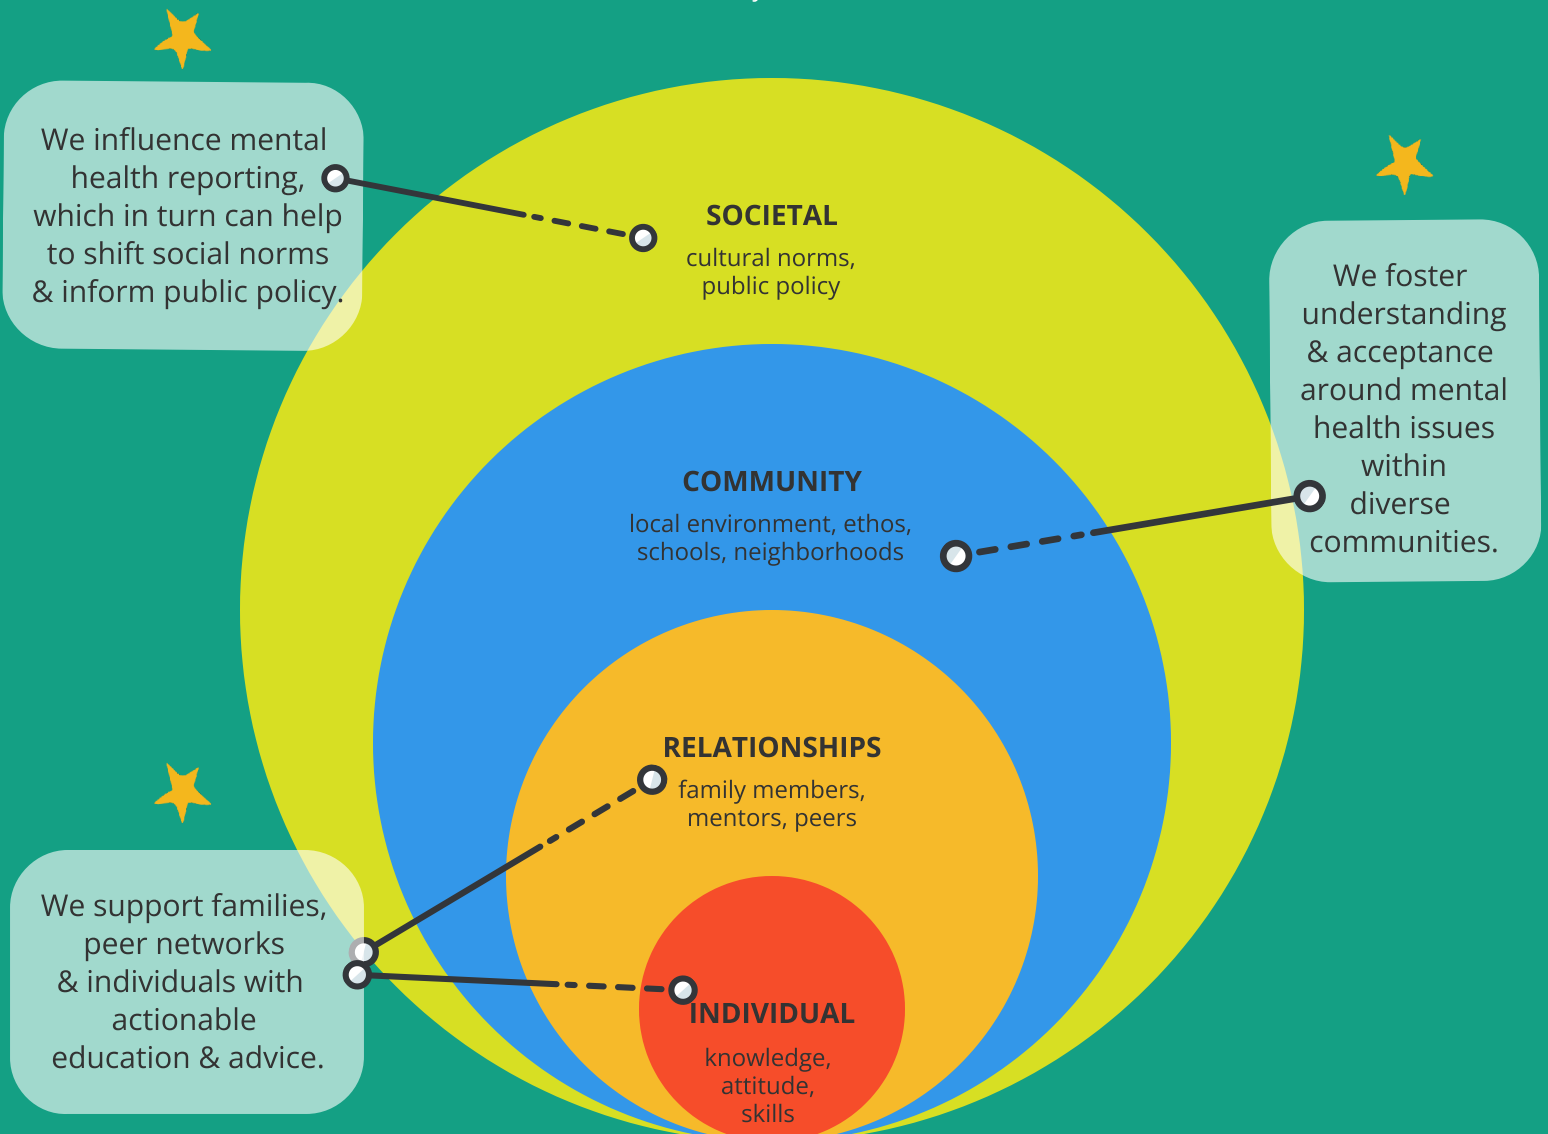 We influence mental
health reporting,
which in turn can help
to shift social norms
& inform public policy.
SOCIETAL
cultural norms,
public policy
We foster
understanding
& acceptance
around mental
health issues
within
diverse
communities.
COMMUNITY
local environment, ethos,
schools, neighborhoods
RELATIONSHIPS
family members,
mentors, peers
We support families,
peer networks
& individuals with
actionable
education & advice.
INDIVIDUAL
knowledge,
attitude,
skills